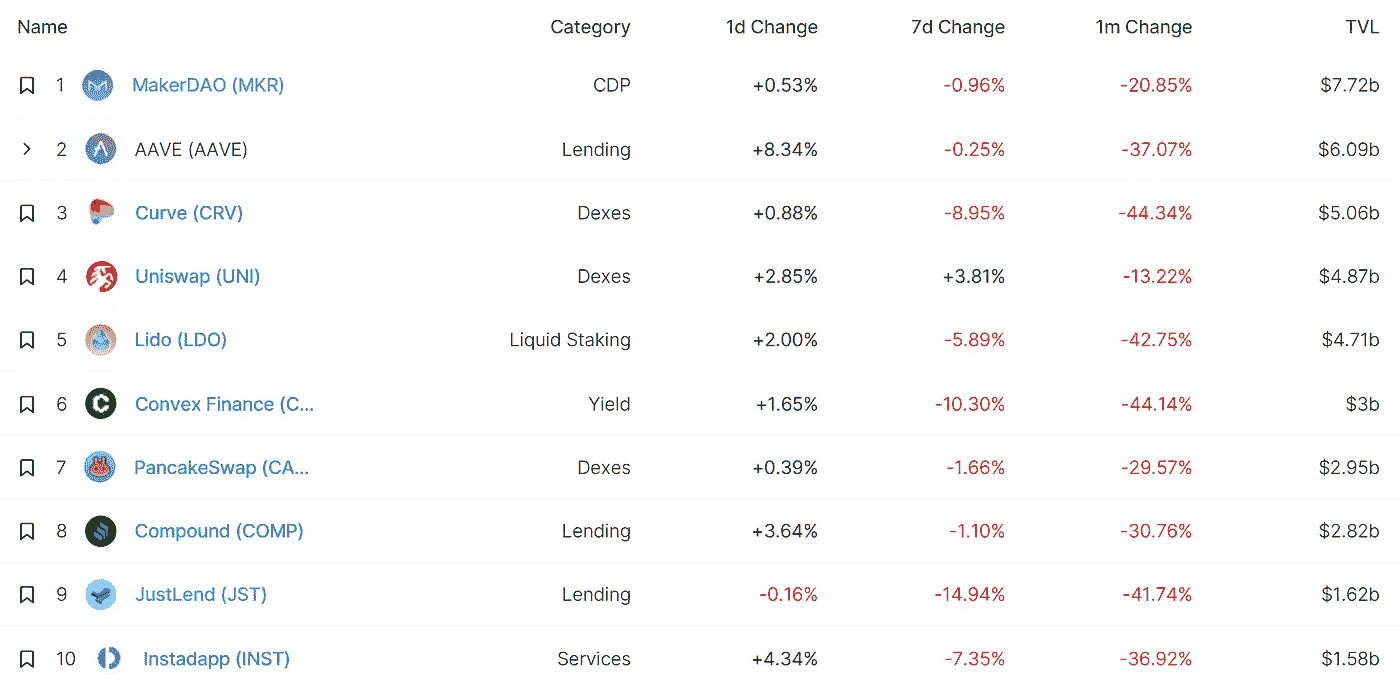 Name Category 1d Change 7d Change 1m Change TVL
1 MakerDAO (MKR) CDP +0.53% -0.96% -20.85% $7.72b
2 AAVE (AAVE) Lending +8.34% -0.25% -37.07% $6.09b
3 Curve (CRV) Dexes +0.88% -8.95% -44.34% $5.06b
4 Uniswap (UNI) Dexes +2.85% +3.81% -13.22% $4.87b
5 Lido (LDO) Liquid Staking +2.00% -5.89% -42.75% $4.71b
6 Convex Finance (C... Yield +1.65% -10.30% -44.14% $3b
7 PancakeSwap (CA... Dexes +0.39% -1.66% -29.57% $2.95b
8 Compound (COMP) Lending +3.64% -1.10% -30.76% $2.82b
9 JustLend (JST) Lending -0.16% -14.94% -41.74% $1.62b
10 Instadapp (INST) Services +4.34% -7.35% -36.92% $1.58b